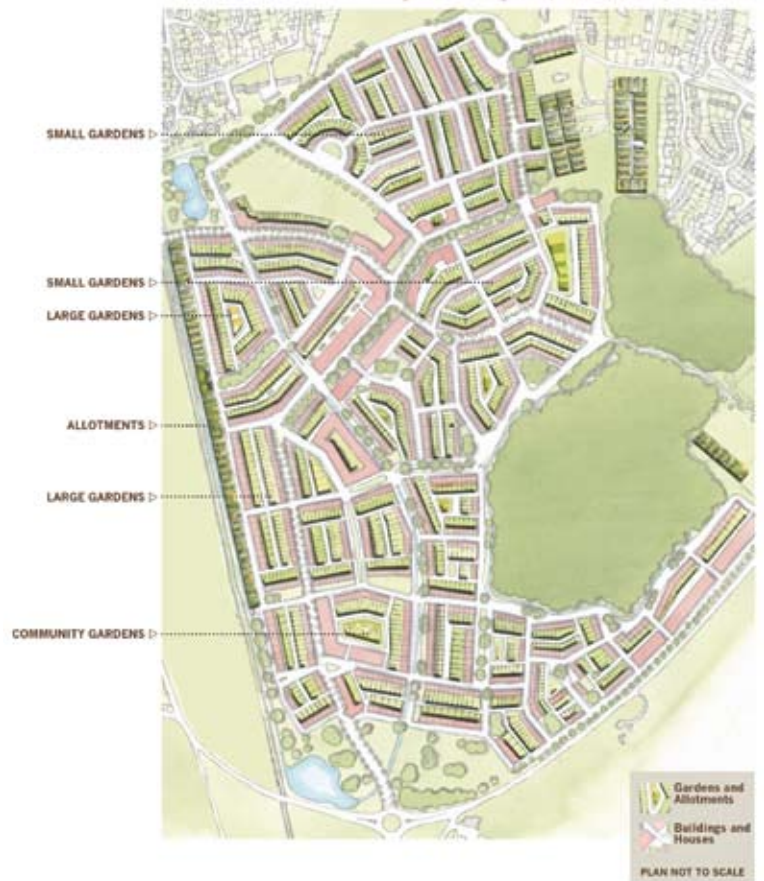 SMALL GARDENS ▷
SMALL GARDENS ▷
LARGE GARDENS ▷
ALLOTMENTS ▷
LARGE GARDENS ▷
COMMUNITY GARDENS ▷
Gardens and
Allotments
Buildings and
Houses
PLAN NOT TO SCALE